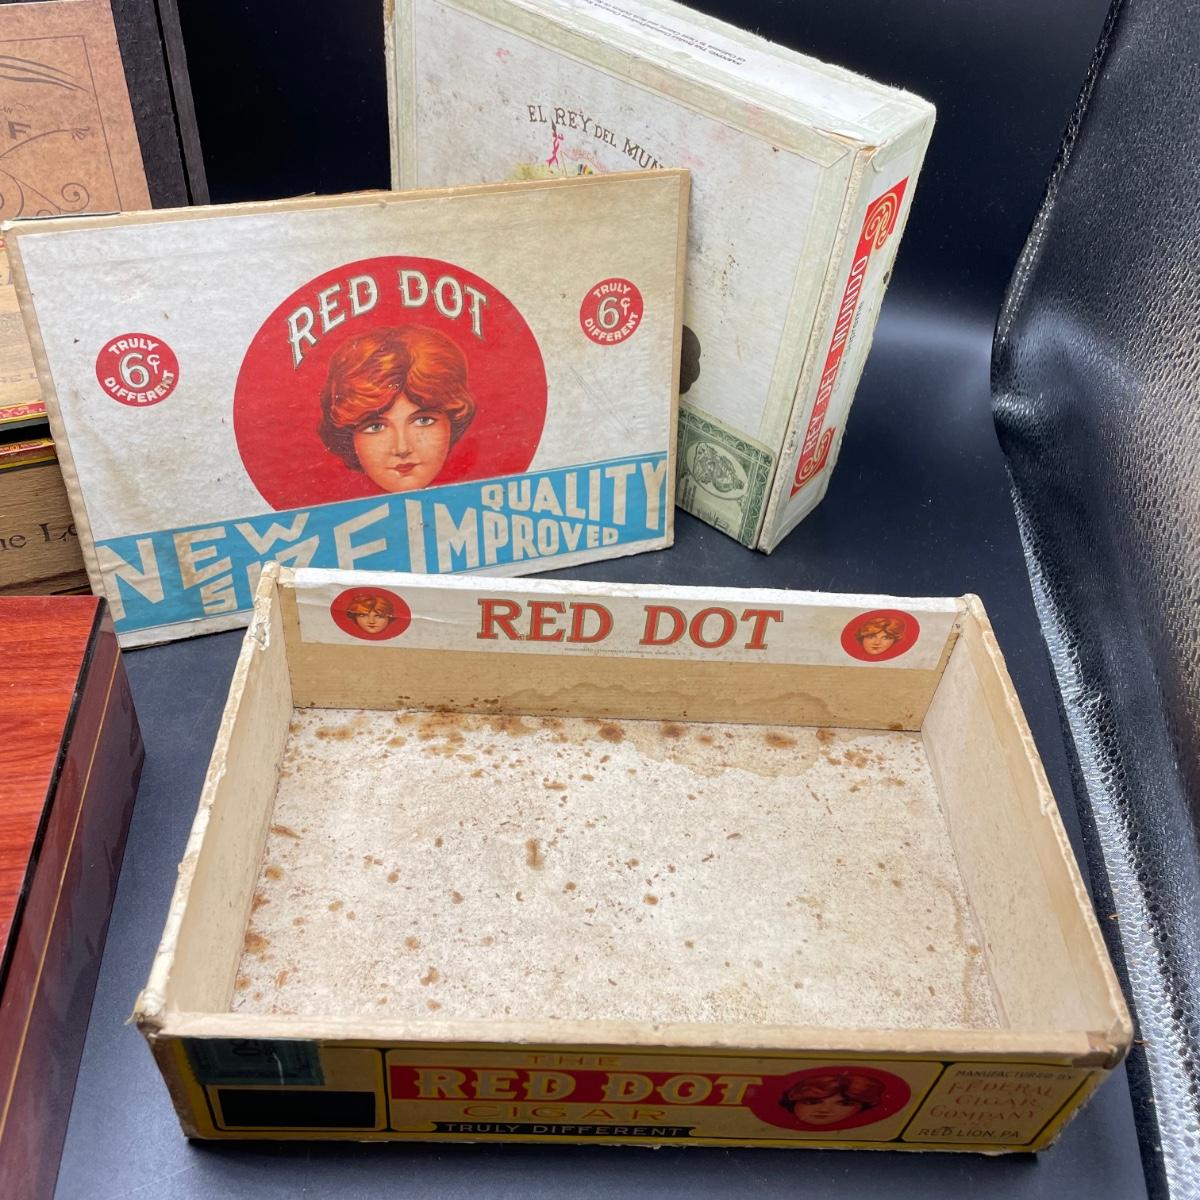 EL REY DEL MUN
REY DEL MUNDO
RED DOT
TRULY
6¢
DIFFERENT
TRULY
6¢
DIFFERENT
NEW
SIZE
IMPROVED
QUALITY
RED DOT
THE
RED DOT
CIGAR
TRULY DIFFERENT
MANUFACTURED BY
FEDERAL
CIGAR
COMPANY
RED LION, PA